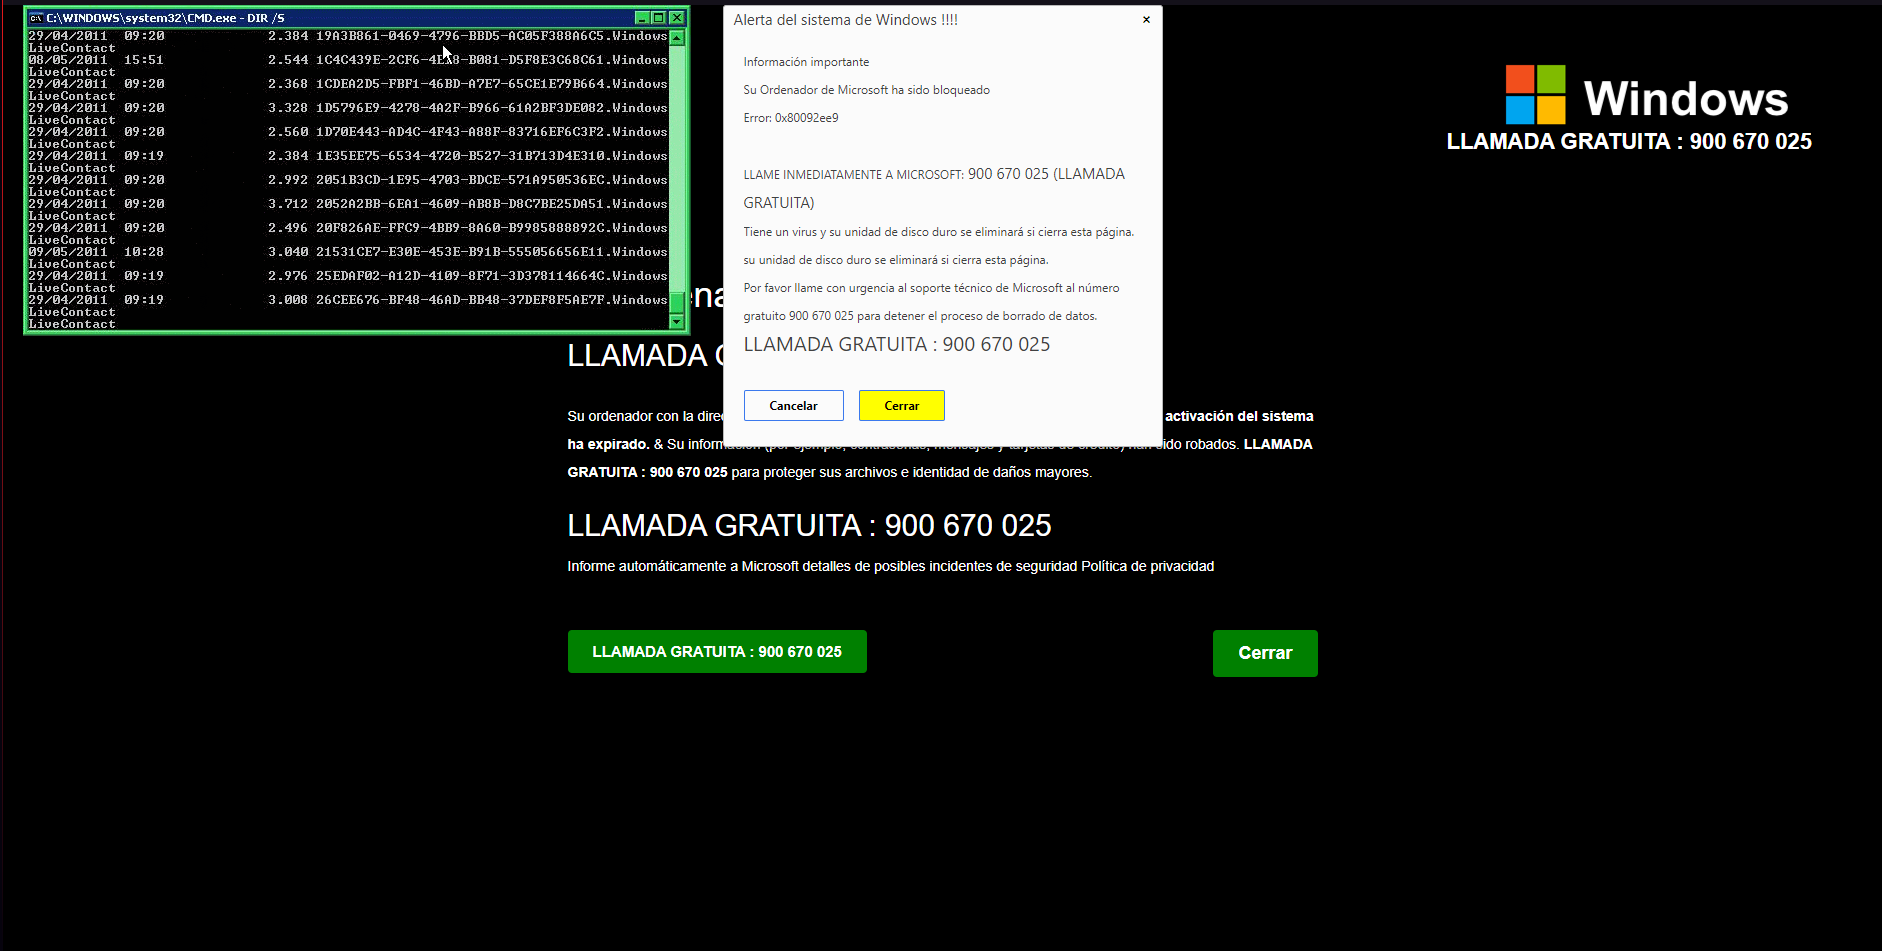 C:\WINDOWS\system32\CMD.exe - DIR /S
29/04/2011 09:20 2.384 19A3B861-0469-4796-BBD5-AC05F388A6C5.Windows
LiveContact
08/05/2011 15:51 2.544 B081-D5F8E3C68C61.Windows
LiveContact
29/04/2011 09:20 2.368 1CDEA2D5-FBF1-46BD-A7E7-65CE1E79B664.Windows
LiveContact
29/04/2011 09:20 3.328 1D5796E9-4278-4A2F-B966-61A2BF3DE082.Windows
LiveContact
29/04/2011 09:20 2.560 1D70E443-AD4C-4F43-A88F-83716EF6C3F2.Windows
LiveContact
29/04/2011 09:19 2.384 1E35EE75-6534-4720-B527-31B713D4E310.Windows
LiveContact
29/04/2011 09:20 2.992 2051B3CD-1E95-4703-BDCE-571A950536EC.Windows
LiveContact
29/04/2011 09:20 3.712 2052A2BB-6EA1-4609-AB8B-D8C7BE25DA51.Windows
LiveContact
29/04/2011 09:20 2.496 20F826AE-FFC9-4BB9-8A60-B9985888892C.Windows
LiveContact
09/05/2011 10:28 3.040 21531CE7-E30E-453E-B91B-555056656E11.Windows
LiveContact
29/04/2011 09:19 2.976 25EDAF02-A12D-4109-8F71-3D378114664C.Windows
LiveContact
29/04/2011 09:19 3.008 26CEE676-BF48-46AD-BB48-37DEF8F5AE7F.Windows
LiveContact
LiveContact
Alerta del sistema de Windows !!!!
Información importante
Su Ordenador de Microsoft ha sido bloqueado
Error: 0x80092ee9
LLAME INMEDIATAMENTE A MICROSOFT: 900 670 025 (LLAMADA
GRATUITA)
Tiene un virus y su unidad de disco duro se eliminará si cierra esta página.
su unidad de disco duro se eliminará si cierra esta página.
Por favor llame con urgencia al soporte técnico de Microsoft al número
gratuito 900 670 025 para detener el proceso de borrado de datos.
LLAMADA GRATUITA : 900 670 025
Cancelar Cerrar
Windows
LLAMADA GRATUITA : 900 670 025
LLAMADA
Su ordenador con la activación del sistema
ha expirado. & Su información (por ejemplo, contraseñas, mensajes y tarjetas de crédito) han sido robados. LLAMADA
GRATUITA : 900 670 025 para proteger sus archivos e identidad de daños mayores.
LLAMADA GRATUITA : 900 670 025
Informe automáticamente a Microsoft detalles de posibles incidentes de seguridad Política de privacidad
LLAMADA GRATUITA : 900 670 025 Cerrar